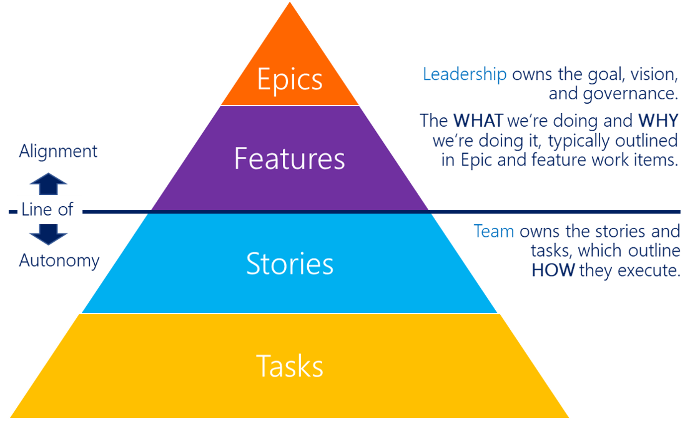 Epics
Leadership owns the goal, vision,
and governance.
The WHAT we're doing and WHY
we're doing it, typically outlined
in Epic and feature work items.
Features
Alignment
Line of
Autonomy
Team owns the stories and
tasks, which outline
HOW they execute.
Stories
Tasks